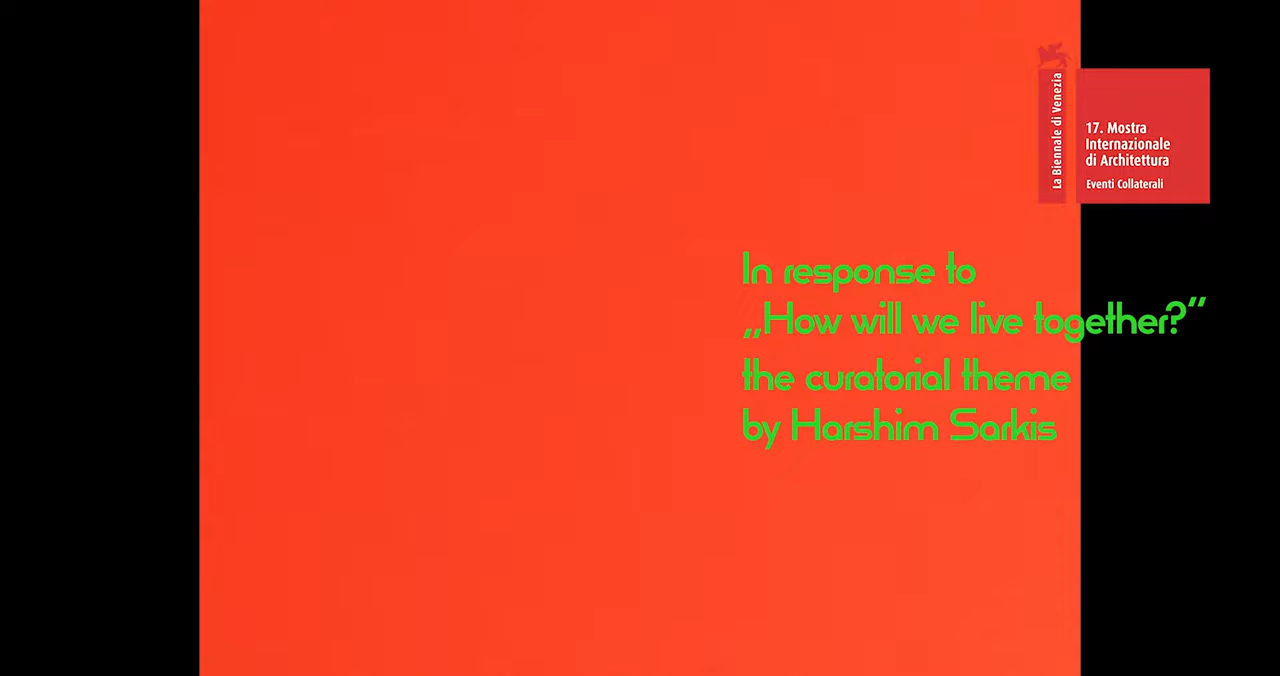 La Biennale di Venezia
17. Mostra
Internazionale
di Architettura
Eventi Collaterali
In response to
„How will we live together?”
the curatorial theme
by Harshim Sarkis